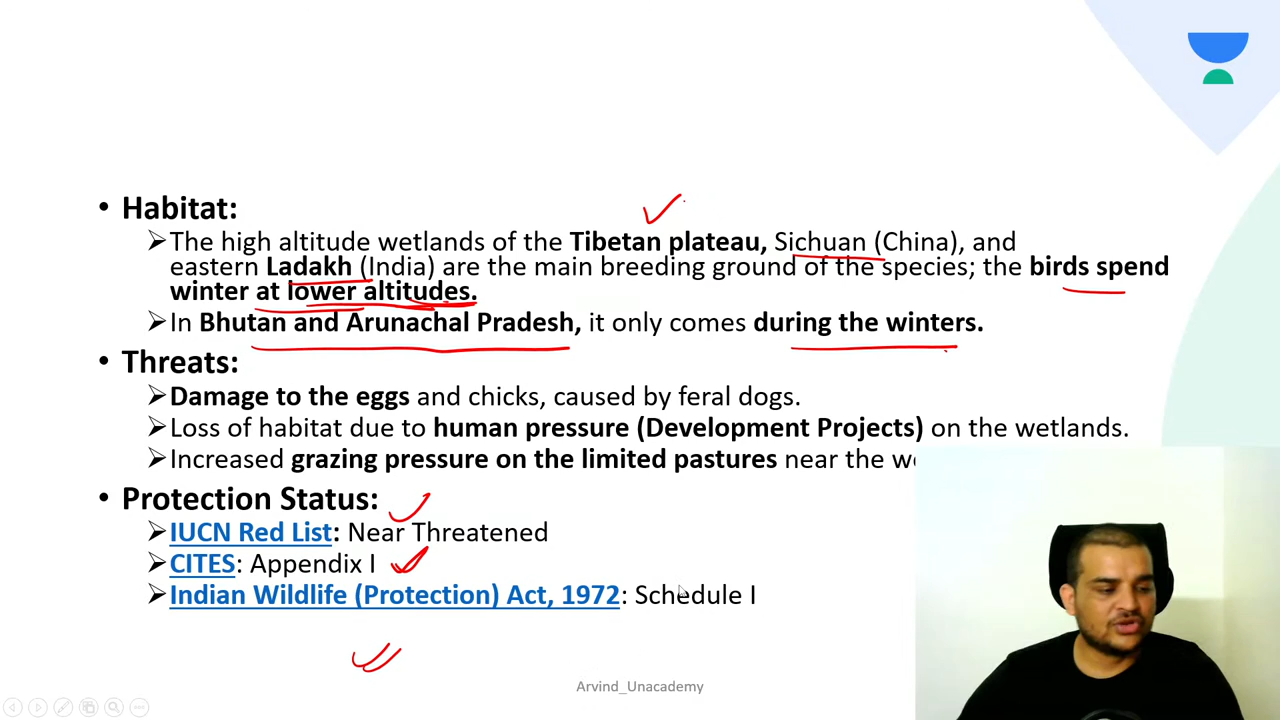 • Habitat:
➢The high altitude wetlands of the Tibetan plateau, Sichuan (China), and
eastern Ladakh (India) are the main breeding ground of the species; the birds spend
winter at lower altitudes.
➢In Bhutan and Arunachal Pradesh, it only comes during the winters.
• Threats:
➢Damage to the eggs and chicks, caused by feral dogs.
➢Loss of habitat due to human pressure (Development Projects) on the wetlands.
➢Increased grazing pressure on the limited pastures near the
• Protection Status:
➢IUCN Red List: Near Threatened
➢CITES: Appendix I
➢Indian Wildlife (Protection) Act, 1972: Schedule I
Arvind_Unacademy